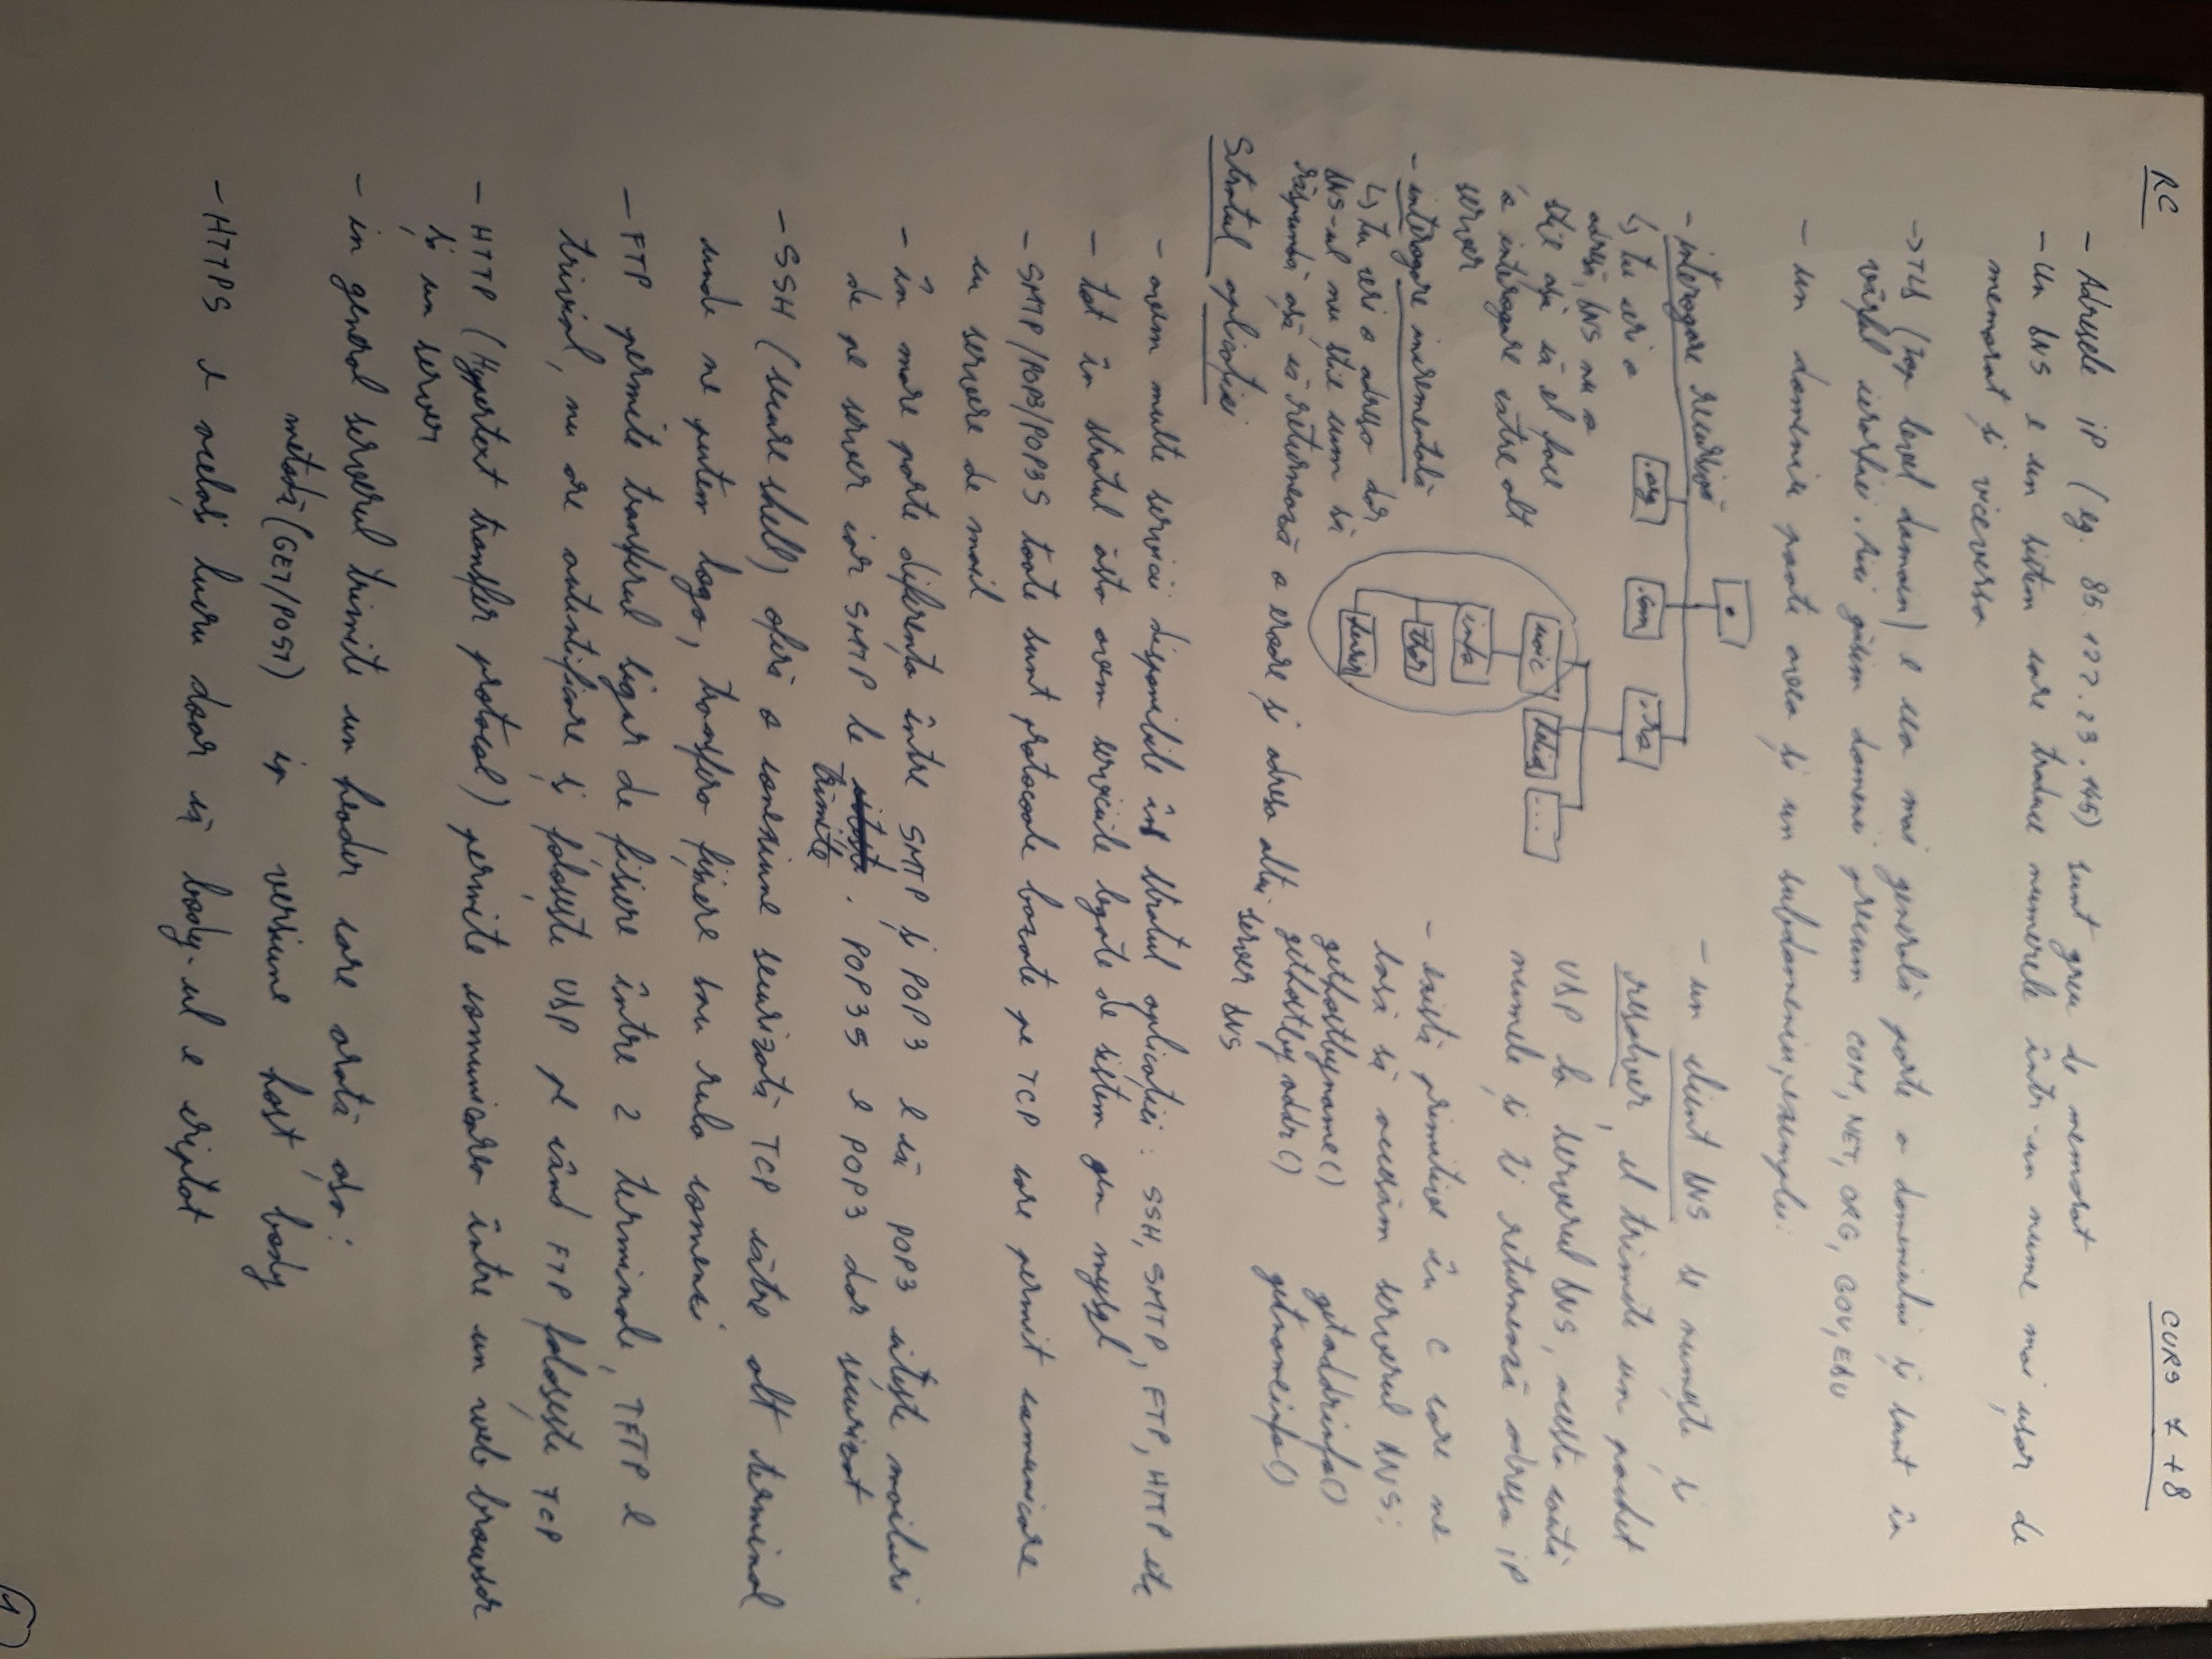 RC
CURS 7+8
- Adresele iP (eg. 85.122.23.145) sunt greu de memorat
- Un DNS e un sistem care traduce numerele într-un nume mai ușor de
memorat și viceversa
-> TLD (Top level domain) e cea mai generală parte a domeniului și sunt în
vârful ierarhiei. Aici găsim domenii precum COM, NET, ORG, GOV, EDU
- un domeniu poate avea și un subdomeniu, exemplu:
.
.org .com .ro
uaic ...
info
thor
fenrir
- interogare recursivă
↳ tu ceri o
adresă, DNS nu o
știe așa că el face
o interogare către alt
server
- interogare incrementală
↳ tu ceri o adresa dar
DNS-ul nu știe cum să
răspundă așa că returnează o eroare și adresa altui server DNS
- un client DNS se numește și
resolver, el trimite un pachet
UDP la serverul DNS, acesta caută
numele și îi returnează adresa iP
- există primitive în C care ne
lasă să accesăm serverul DNS:
gethostbyname() getaddrinfo()
gethostbyaddr() getnameinfo()
Stratul aplicației
- avem multe servicii disponibile în stratul aplicației: SSH, SMTP, FTP, HTTP etc
- tot în stratul ăsta avem serviciile legate de sistem gen mysql
- SMTP/POP3/POP3S toate sunt protocoale bazate pe TCP care permit comunicare
cu servere de mail
- în mare parte diferența între SMTP și POP3 e că POP3 citește mailuri
de pe server iar SMTP le citește. POP3S e POP3 dar securizat
trimite
- SSH (secure shell) oferă o conexiune securizată TCP către alt terminal
unde ne putem loga, transfera fișiere sau rula comenzi
- FTP permite transferul sigur de fișiere între 2 terminale, TFTP e
trivial, nu are autentificare și folosește UDP pe când FTP folosește TCP
- HTTP (Hypertext transfer protocol) permite comunicarea între un web browser
și un server
- in general serverul trimite un header care arată așa:
metodă (GET/POST) ip versiune host body
- HTTPS e același lucru doar că body-ul e criptat
1